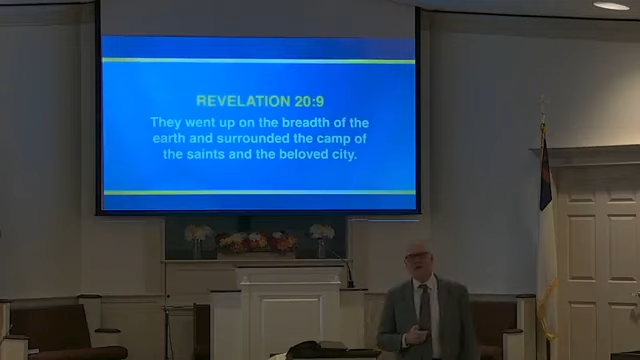 REVELATION 20:9
They went up on the breadth of the
earth and surrounded the camp of
the saints and the beloved city.